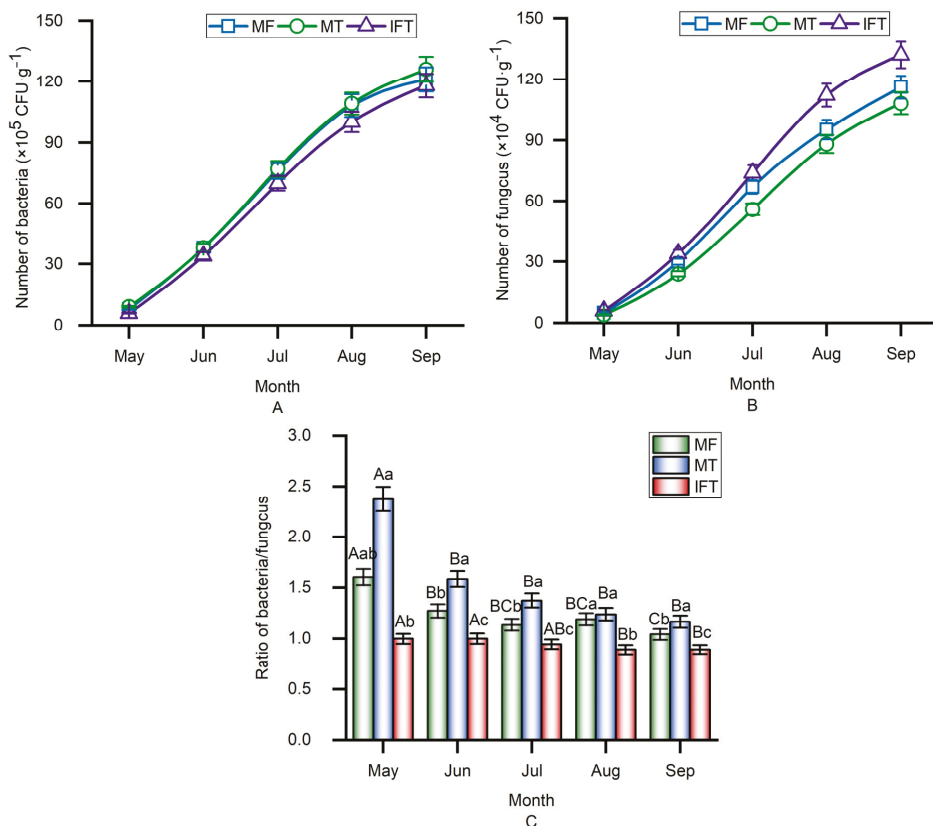 MF MT IFT
Number of bacteria (×10⁵ CFU g⁻¹)
150
120
90
60
30
0
May Jun Jul Aug Sep
Month
A
MF MT IFT
Number of fungcus (×10⁴ CFU·g⁻¹)
150
120
90
60
30
0
May Jun Jul Aug Sep
Month
B
MF
MT
IFT
Ratio of bacteria/fungcus
3.0
2.5
2.0
1.5
1.0
0.5
0.0
Aab Aa Ab
Bb Ba Ac
BCb Ba ABc
BCa Ba Bb
Cb Ba Bc
May Jun Jul Aug Sep
Month
C